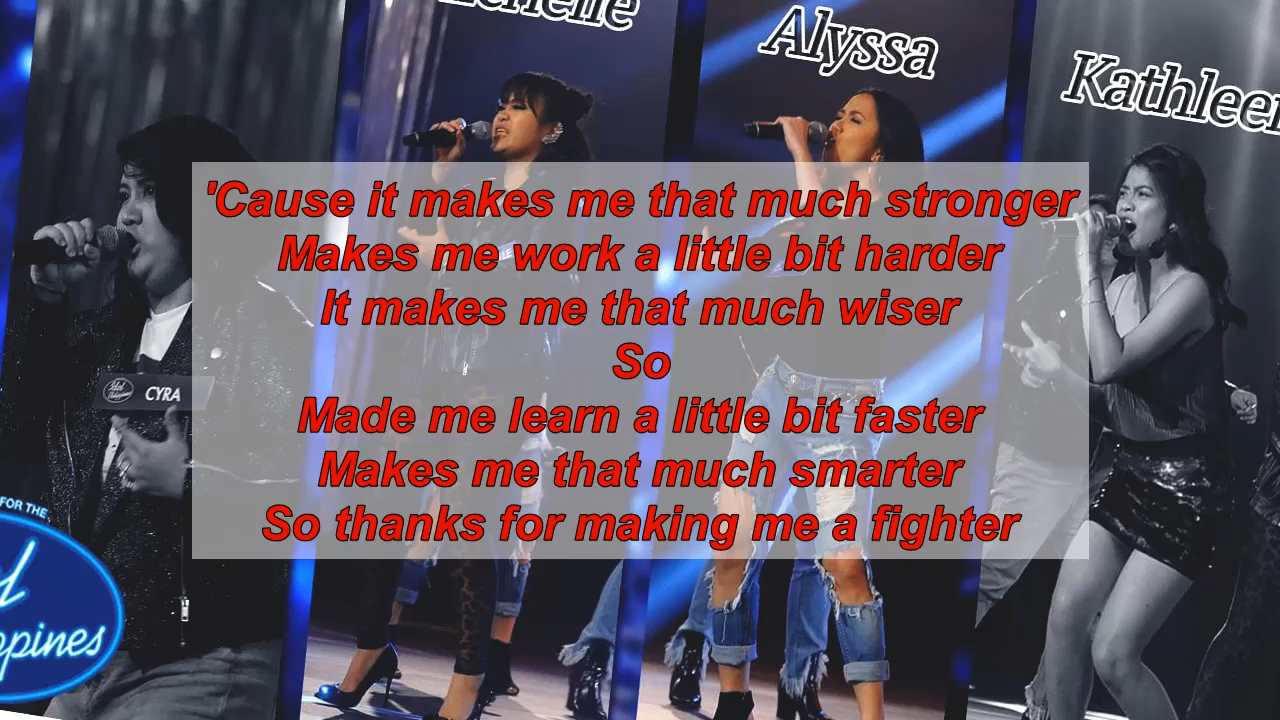 Alyssa
'Cause it makes me that much stronger
Makes me work a little bit harder
It makes me that much wiser
So
Made me learn a little bit faster
Makes me that much smarter
So thanks for making me a fighter
CYRA
FOR THE